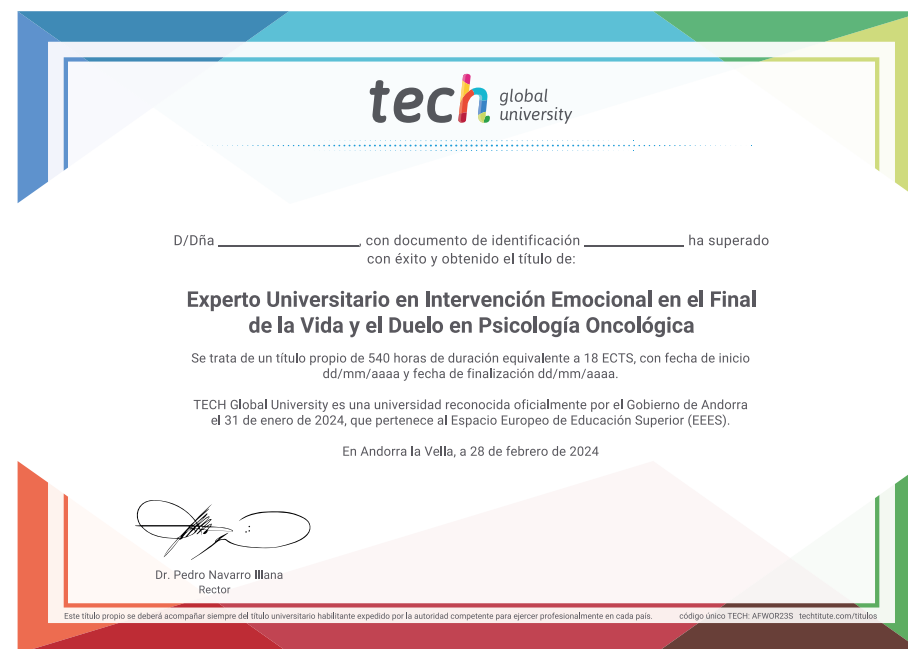 tech global university
D/Dña ____________________, con documento de identificación ______________ ha superado
con éxito y obtenido el título de:
Experto Universitario en Intervención Emocional en el Final
de la Vida y el Duelo en Psicología Oncológica
Se trata de un título propio de 540 horas de duración equivalente a 18 ECTS, con fecha de inicio
dd/mm/aaaa y fecha de finalización dd/mm/aaaa.
TECH Global University es una universidad reconocida oficialmente por el Gobierno de Andorra
el 31 de enero de 2024, que pertenece al Espacio Europeo de Educación Superior (EEES).
En Andorra la Vella, a 28 de febrero de 2024
Dr. Pedro Navarro Illana
Rector
Este título propio se deberá acompañar siempre del título universitario habilitante expedido por la autoridad competente para ejercer profesionalmente en cada país. código único TECH: AFWOR23S techtitute.com/titulos